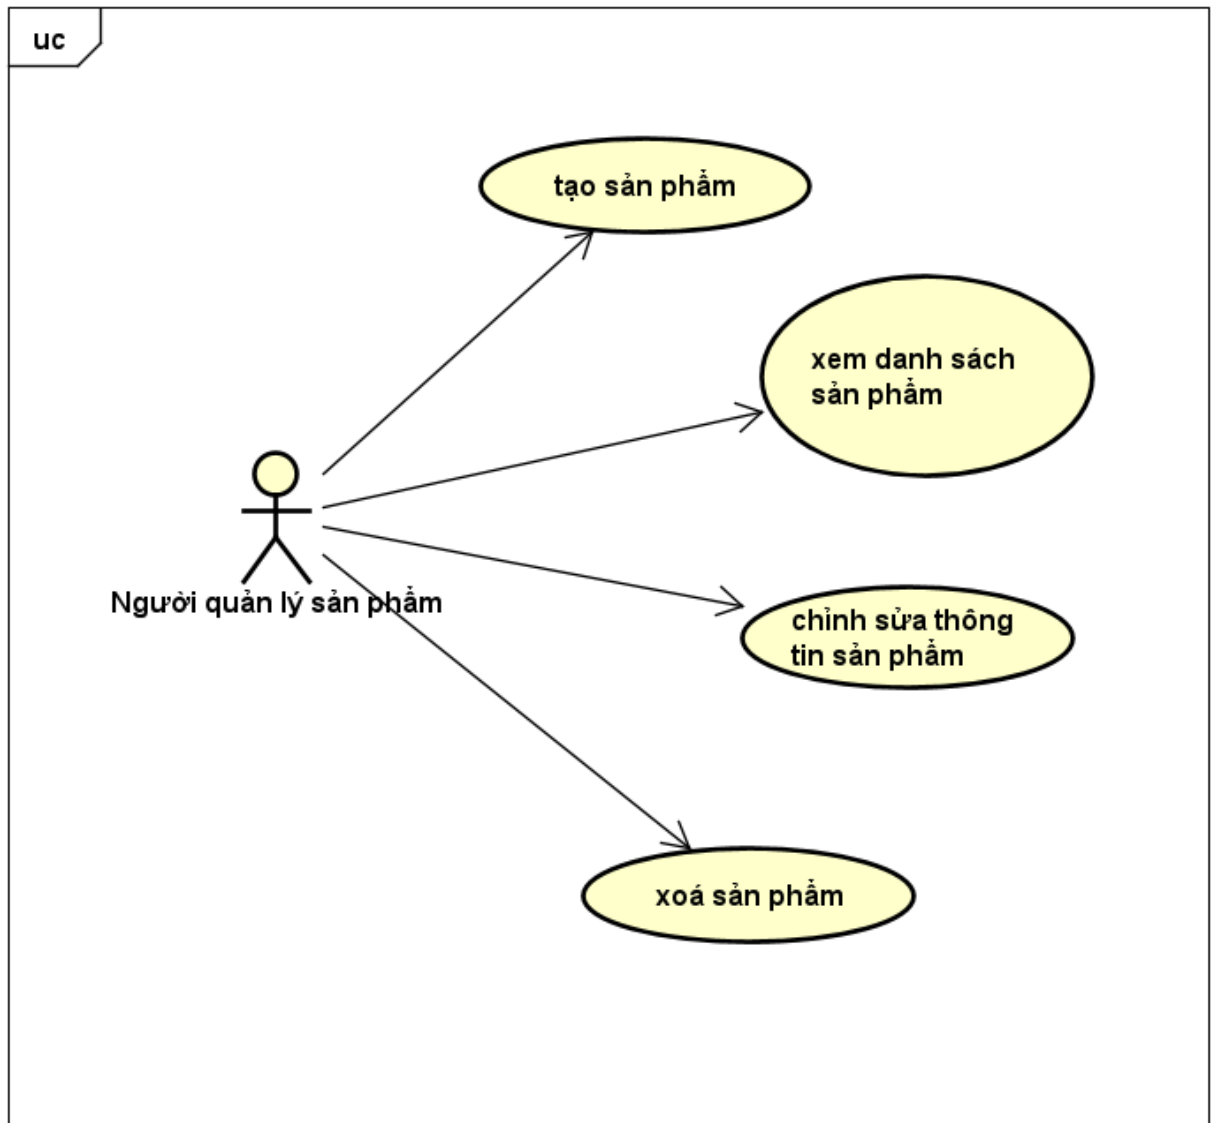 uc
tạo sản phẩm
xem danh sách
sản phẩm
Người quản lý sản phẩm
chỉnh sửa thông
tin sản phẩm
xoá sản phẩm